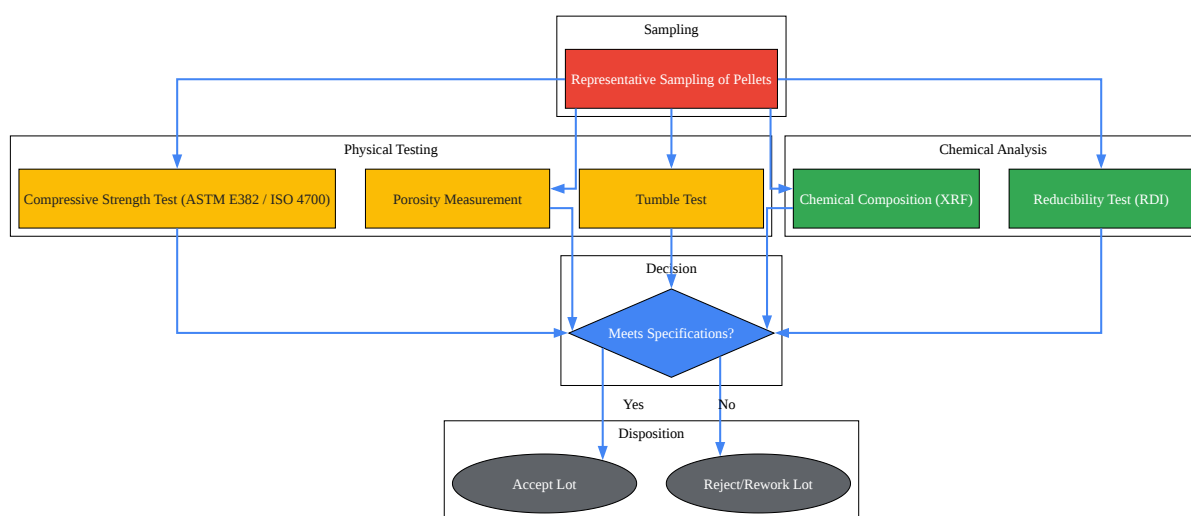 Sampling
Representative Sampling of Pellets
Physical Testing
Chemical Analysis
Compressive Strength Test (ASTM E382 / ISO 4700)
Porosity Measurement
Tumble Test
Chemical Composition (XRF)
Reducibility Test (RDI)
Decision
Meets Specifications?
Yes
No
Disposition
Accept Lot
Reject/Rework Lot